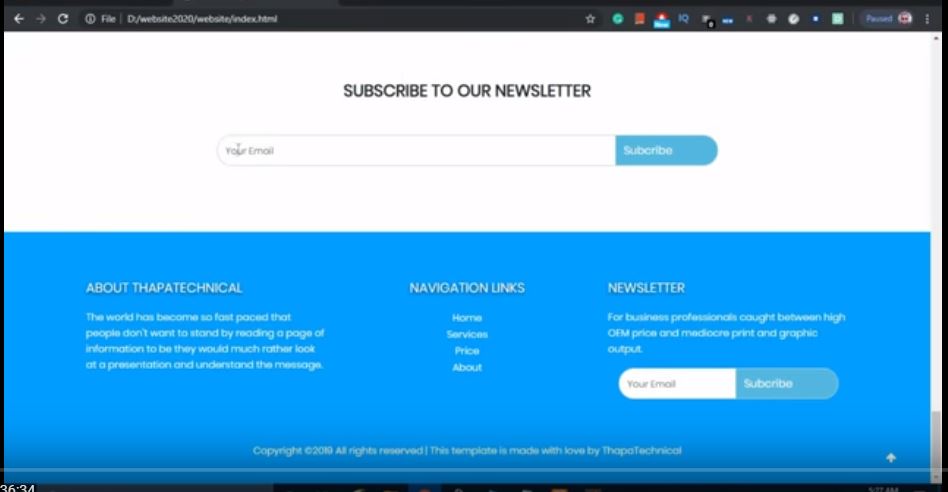 File | D:/website2020/website/index.html
Paused
SUBSCRIBE TO OUR NEWSLETTER
Your Email
Subcribe
ABOUT THAPATECHNICAL
The world has become so fast paced that
people don't want to stand by reading a page of
information to be they would much rather look
at a presentation and understand the message.
NAVIGATION LINKS
Home
Services
Price
About
NEWSLETTER
For business professionals caught between high
OEM price and mediocre print and graphic
output.
Your Email
Subcribe
Copyright ©2019 All rights reserved | This template is made with love by ThapaTechnical
36:34
5:27 AM